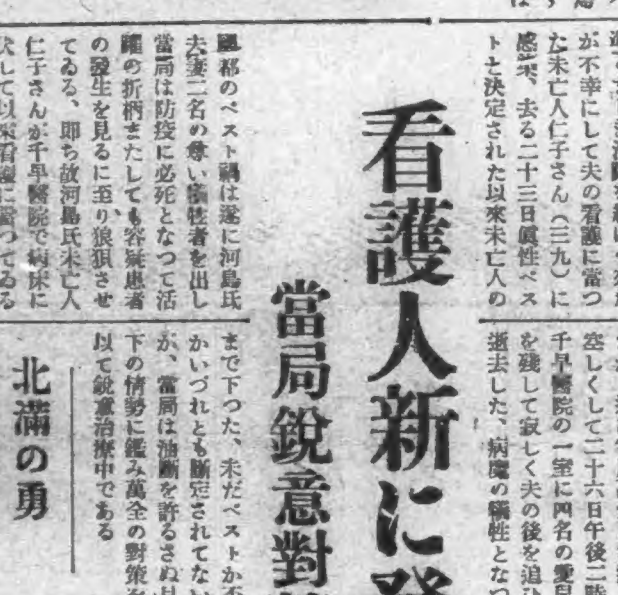 が不幸にして夫の看護に當つ
た未亡人仁子さん(三九)に
感染、去る二十三日眞性ペス
トと決定された以來未亡人の
空しくして二十六日午後二時
千早醫院の一室に四名の愛兒
を残して寂しく夫の後を追ひ
逝去した、病魔の犠牲となつ
看護人新に發
當局鋭意對
國都のペスト禍は遂に河島氏
夫妻二名の尊い犠牲者を出し
當局は防疫に必死となつて活
躍の折柄またしても容疑患者
の發生を見るに至り狼狽させ
てゐる、即ち故河島氏未亡人
仁子さんが千早醫院で病床に
伏して以來看護に當つてゐる
まで下つた、未だペストか否
かいづれとも斷定されてない
が、當局は油斷を許るさぬ目
下の情勢に鑑み萬全の對策を
以て鋭意治療中である
北滿の勇